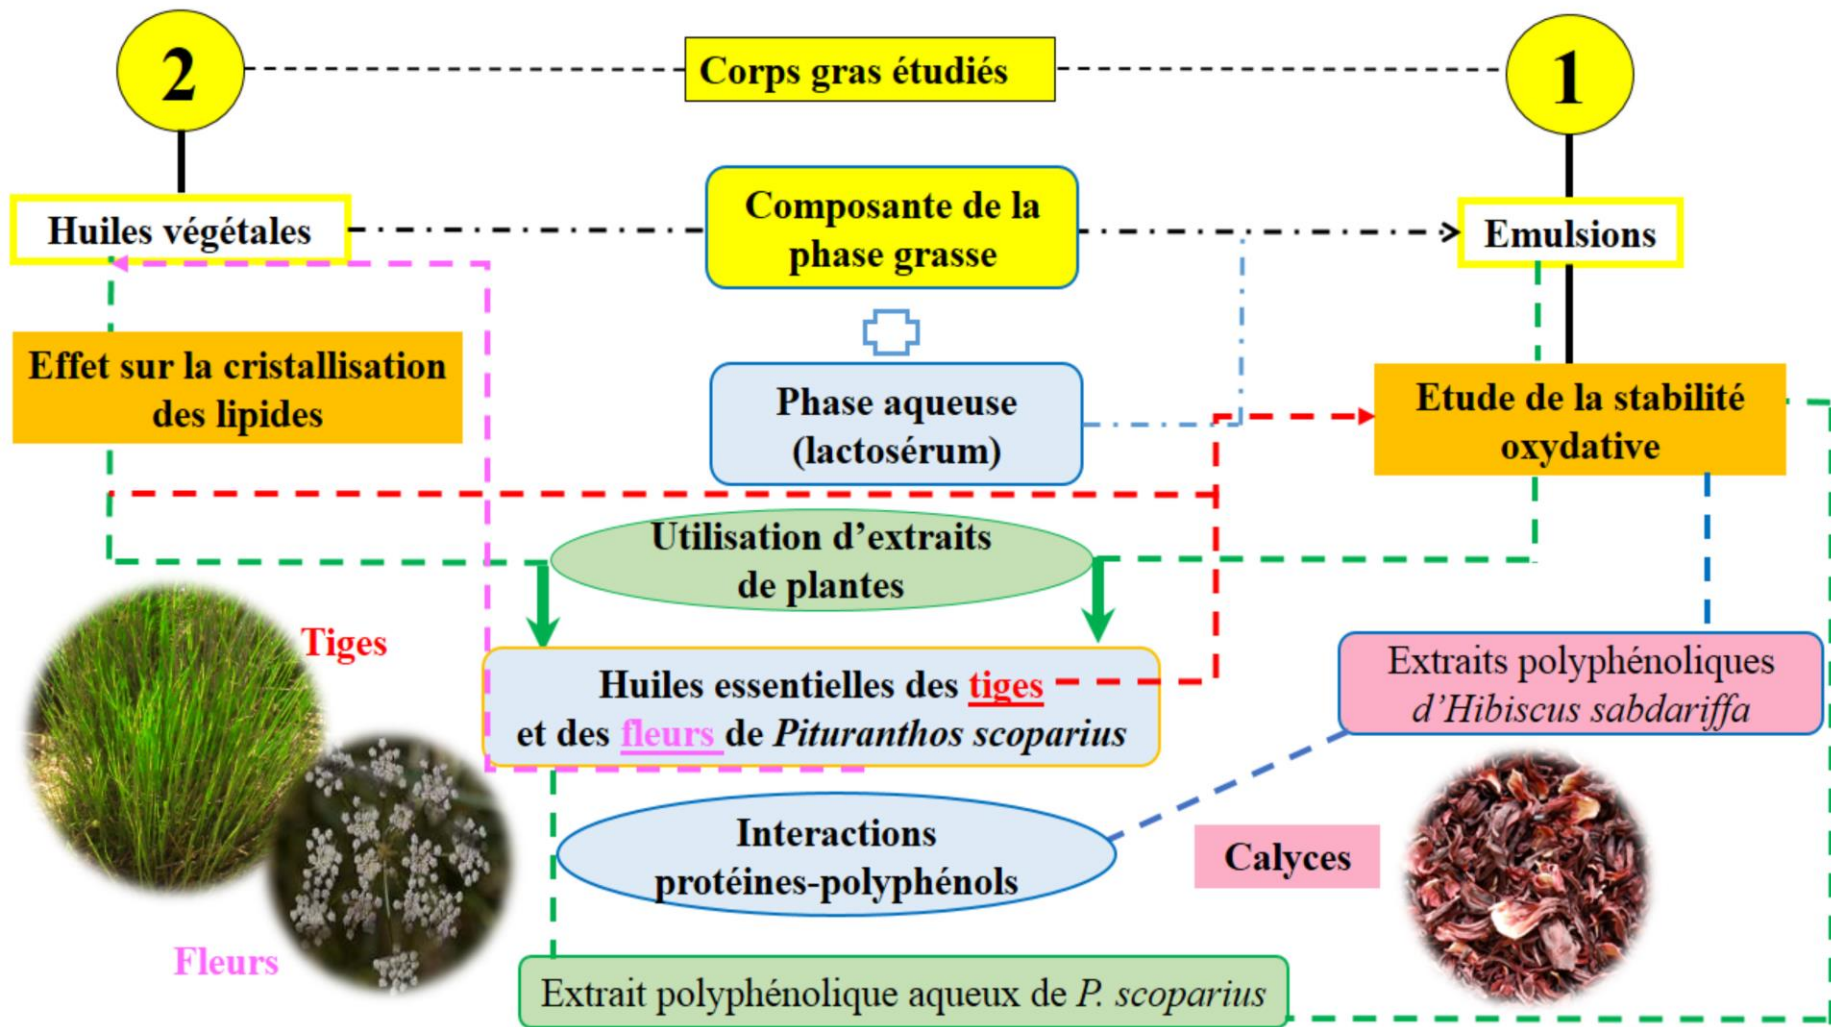 2
Corps gras étudiés
1
Huiles végétales
Composante de la
phase grasse
Emulsions
Effet sur la cristallisation
des lipides
Phase aqueuse
(lactosérum)
Etude de la stabilité
oxydative
Utilisation d’extraits
de plantes
Tiges
Huiles essentielles des tiges
et des fleurs de Pituranthos scoparius
Extraits polyphénoliques
d’Hibiscus sabdariffa
Interactions
protéines-polyphénols
Calyces
Fleurs
Extrait polyphénolique aqueux de P. scoparius